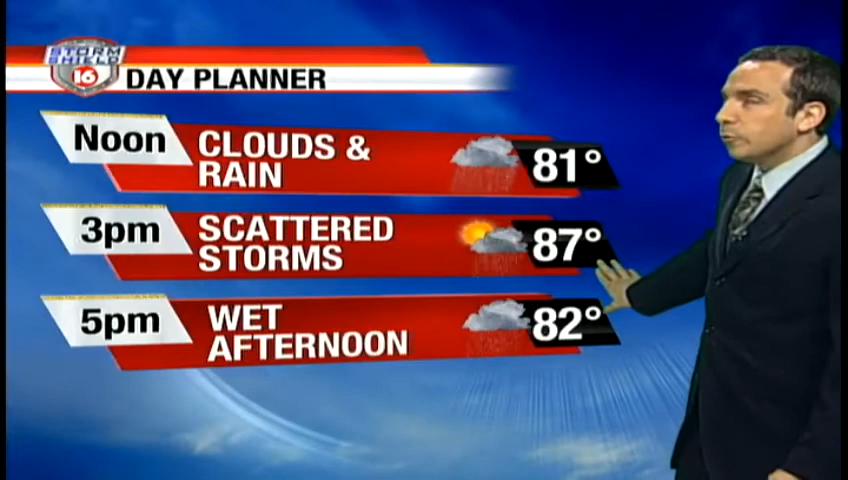 STORM
SHIELD
16
DAY PLANNER
Noon
CLOUDS &
RAIN
81°
3pm
SCATTERED
STORMS
87°
5pm
WET
AFTERNOON
82°